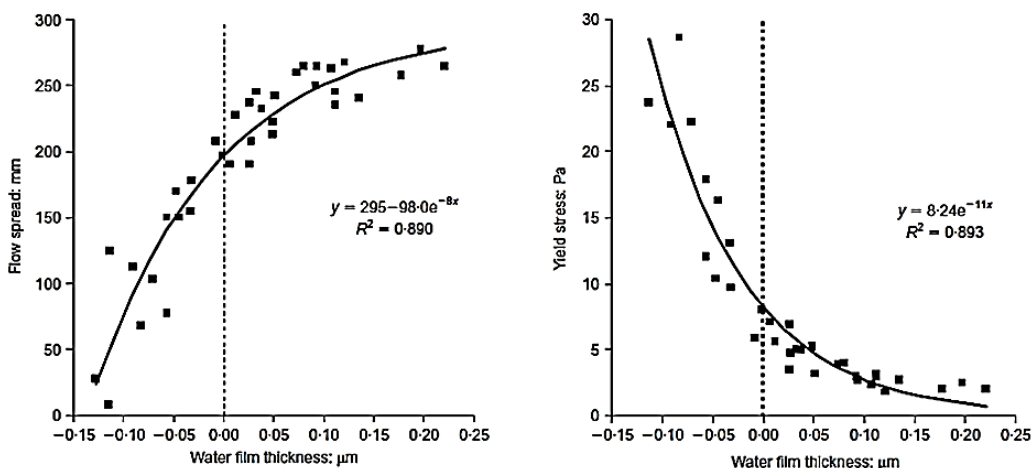 300
250
200
150
100
50
0
Flow spread: mm
y = 295–98·0e⁻⁸ˣ
R² = 0·890
−0·15 −0·10 −0·05 0·00 0·05 0·10 0·15 0·20 0·25
Water film thickness: μm
30
25
20
15
10
5
0
Yield stress: Pa
y = 8·24e⁻¹¹ˣ
R² = 0·893
−0·15 −0·10 −0·05 0·00 0·05 0·10 0·15 0·20 0·25
Water film thickness: μm